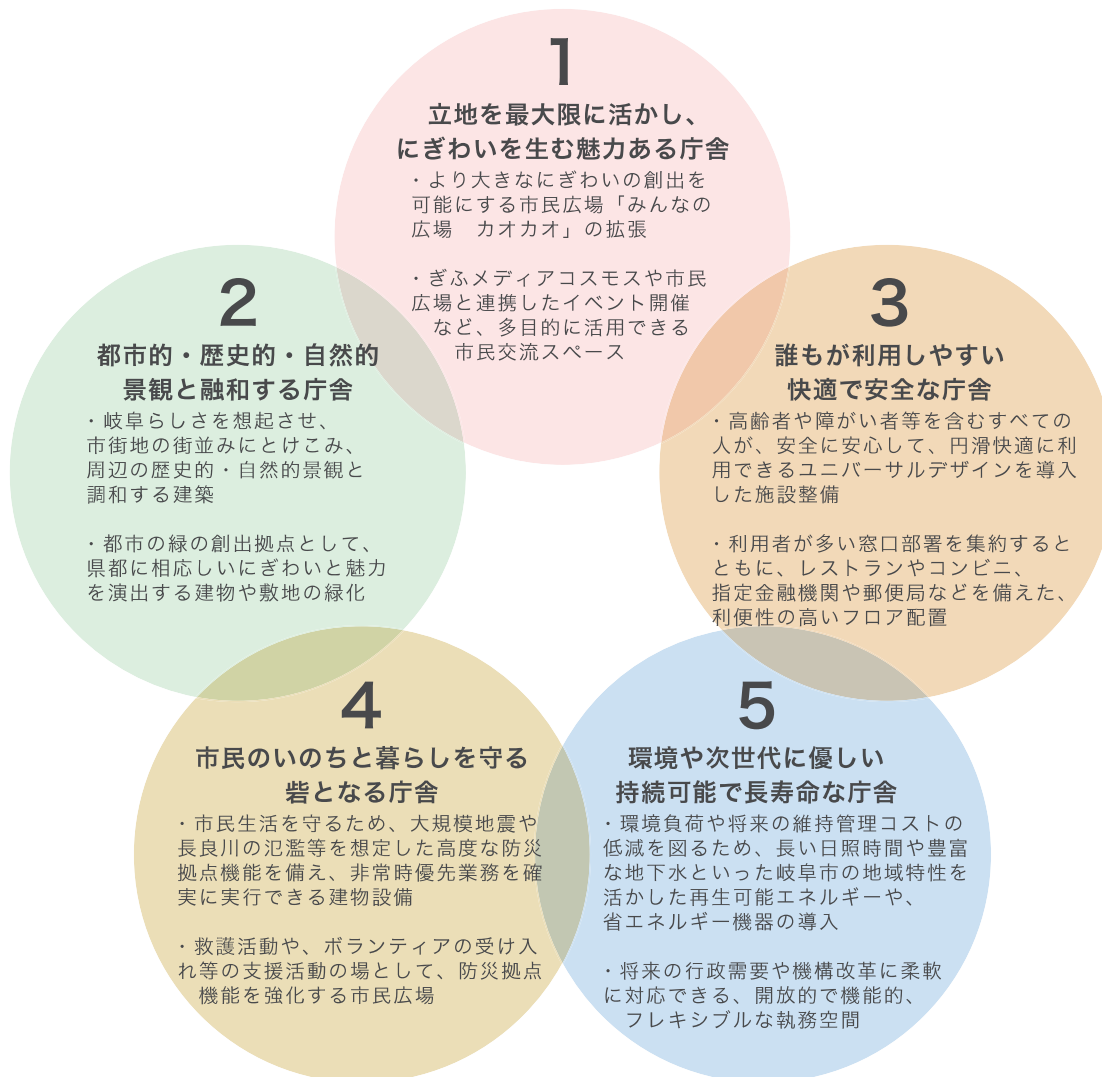 1
立地を最大限に活かし、
にぎわいを生む魅力ある庁舎
・より大きなにぎわいの創出を
可能にする市民広場「みんなの
広場　カオカオ」の拡張
・ぎふメディアコスモスや市民
広場と連携したイベント開催
など、多目的に活用できる
市民交流スペース
2
都市的・歴史的・自然的
景観と融和する庁舎
・岐阜らしさを想起させ、
市街地の街並みにとけこみ、
周辺の歴史的・自然的景観と
調和する建築
・都市の緑の創出拠点として、
県都に相応しいにぎわいと魅力
を演出する建物や敷地の緑化
3
誰もが利用しやすい
快適で安全な庁舎
・高齢者や障がい者等を含むすべての
人が、安全に安心して、円滑快適に利
用できるユニバーサルデザインを導入
した施設整備
・利用者が多い窓口部署を集約すると
ともに、レストランやコンビニ、
指定金融機関や郵便局などを備えた、
利便性の高いフロア配置
4
市民のいのちと暮らしを守る
砦となる庁舎
・市民生活を守るため、大規模地震や
長良川の氾濫等を想定した高度な防災
拠点機能を備え、非常時優先業務を確
実に実行できる建物設備
・救護活動や、ボランティアの受け入
れ等の支援活動の場として、防災拠点
機能を強化する市民広場
5
環境や次世代に優しい
持続可能で長寿命な庁舎
・環境負荷や将来の維持管理コストの
低減を図るため、長い日照時間や豊富
な地下水といった岐阜市の地域特性を
活かした再生可能エネルギーや、
省エネルギー機器の導入
・将来の行政需要や機構改革に柔軟
に対応できる、開放的で機能的、
フレキシブルな執務空間